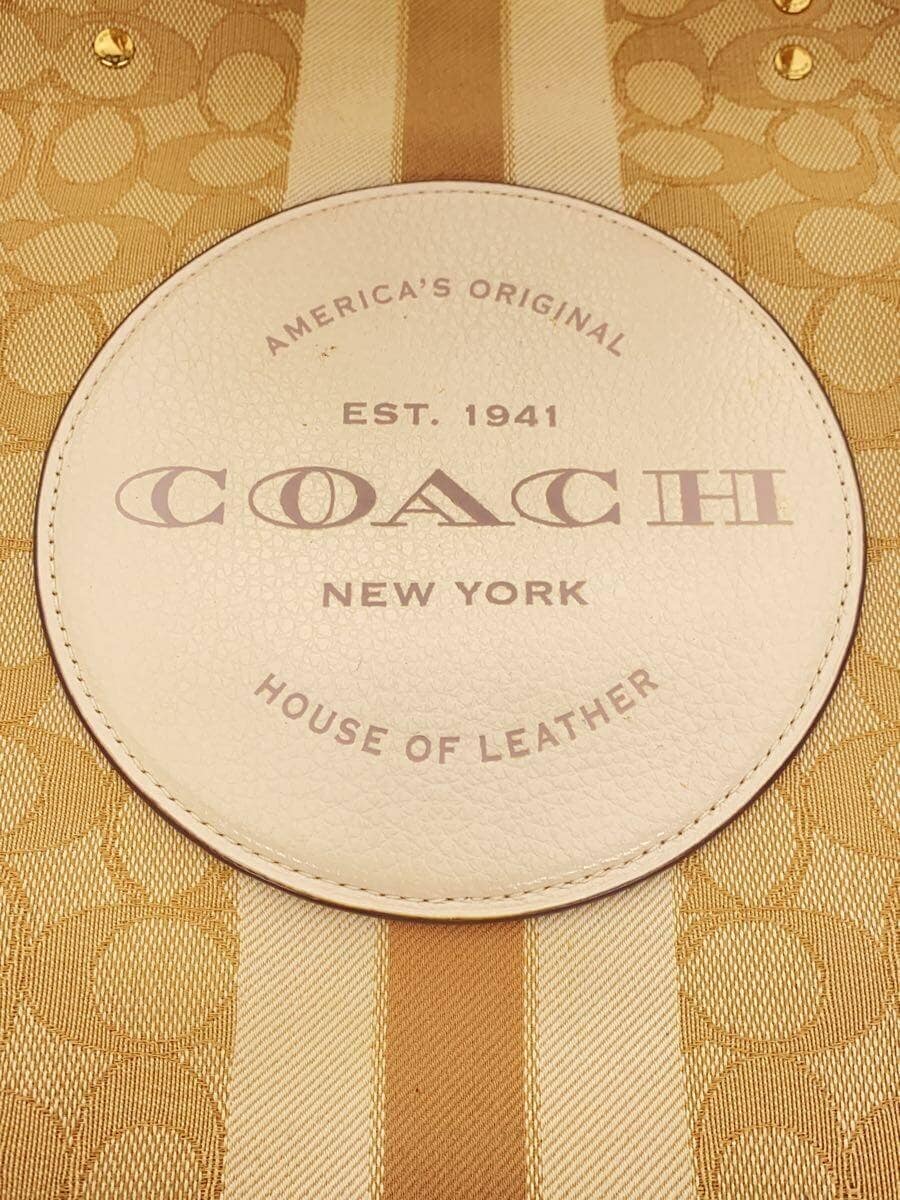 AMERICA'S ORIGINAL
EST. 1941
COACH
NEW YORK
HOUSE OF LEATHER